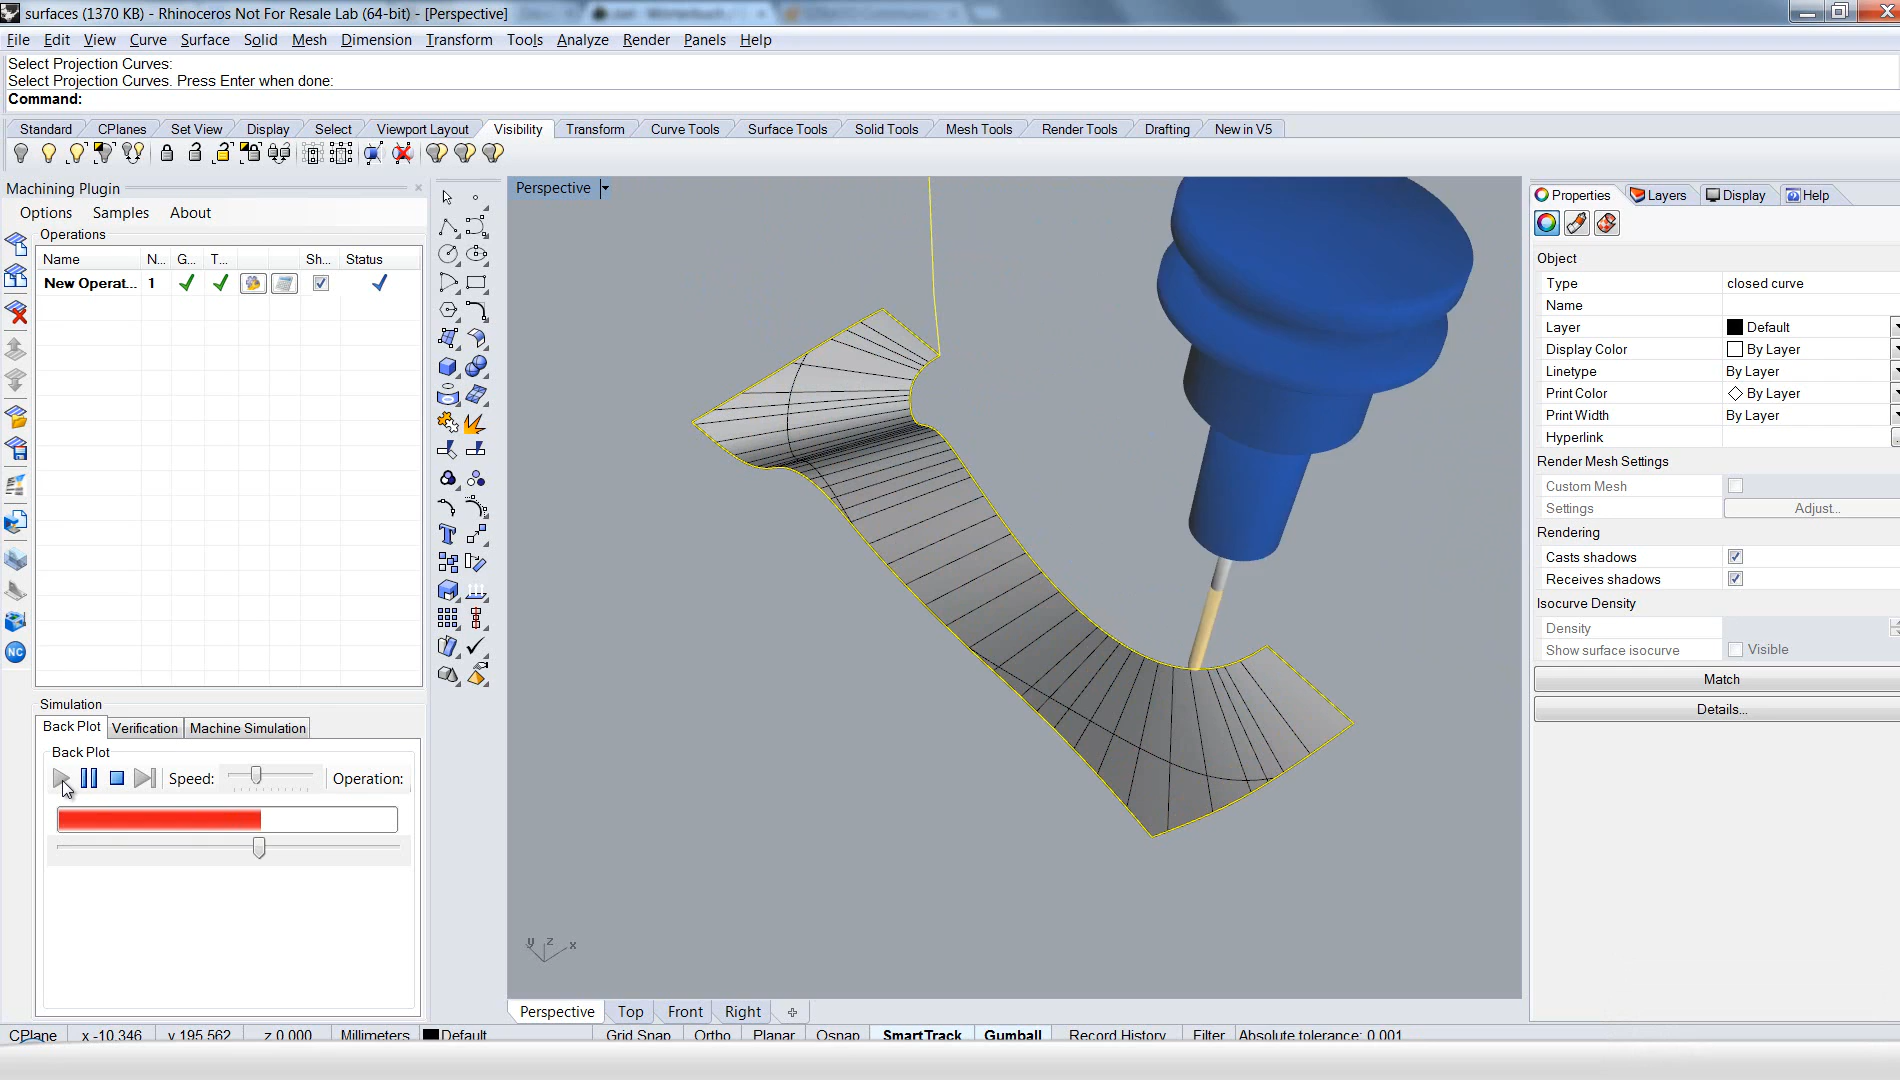 surfaces (1370 KB) - Rhinoceros Not For Resale Lab (64-bit) - [Perspective]
File Edit View Curve Surface Solid Mesh Dimension Transform Tools Analyze Render Panels Help
Select Projection Curves:
Select Projection Curves. Press Enter when done:
Command:
Standard CPlanes Set View Display Select Viewport Layout Visibility Transform Curve Tools Surface Tools Solid Tools Mesh Tools Render Tools Drafting New in V5
Machining Plugin
Options Samples About
Operations
Name N... G... T... Sh... Status
New Operat... 1
NC
Simulation
Back Plot Verification Machine Simulation
Back Plot
Speed: Operation:
Perspective
y z x
Perspective Top Front Right
Properties Layers Display Help
Object
Type closed curve
Name
Layer Default
Display Color By Layer
Linetype By Layer
Print Color By Layer
Print Width By Layer
Hyperlink
Render Mesh Settings
Custom Mesh
Settings Adjust...
Rendering
Casts shadows
Receives shadows
Isocurve Density
Density
Show surface isocurve Visible
Match
Details...
CPlane x -10.346 y 195.562 z 0.000 Millimeters Default Grid Snap Ortho Planar Osnap SmartTrack Gumball Record History Filter Absolute tolerance: 0.001